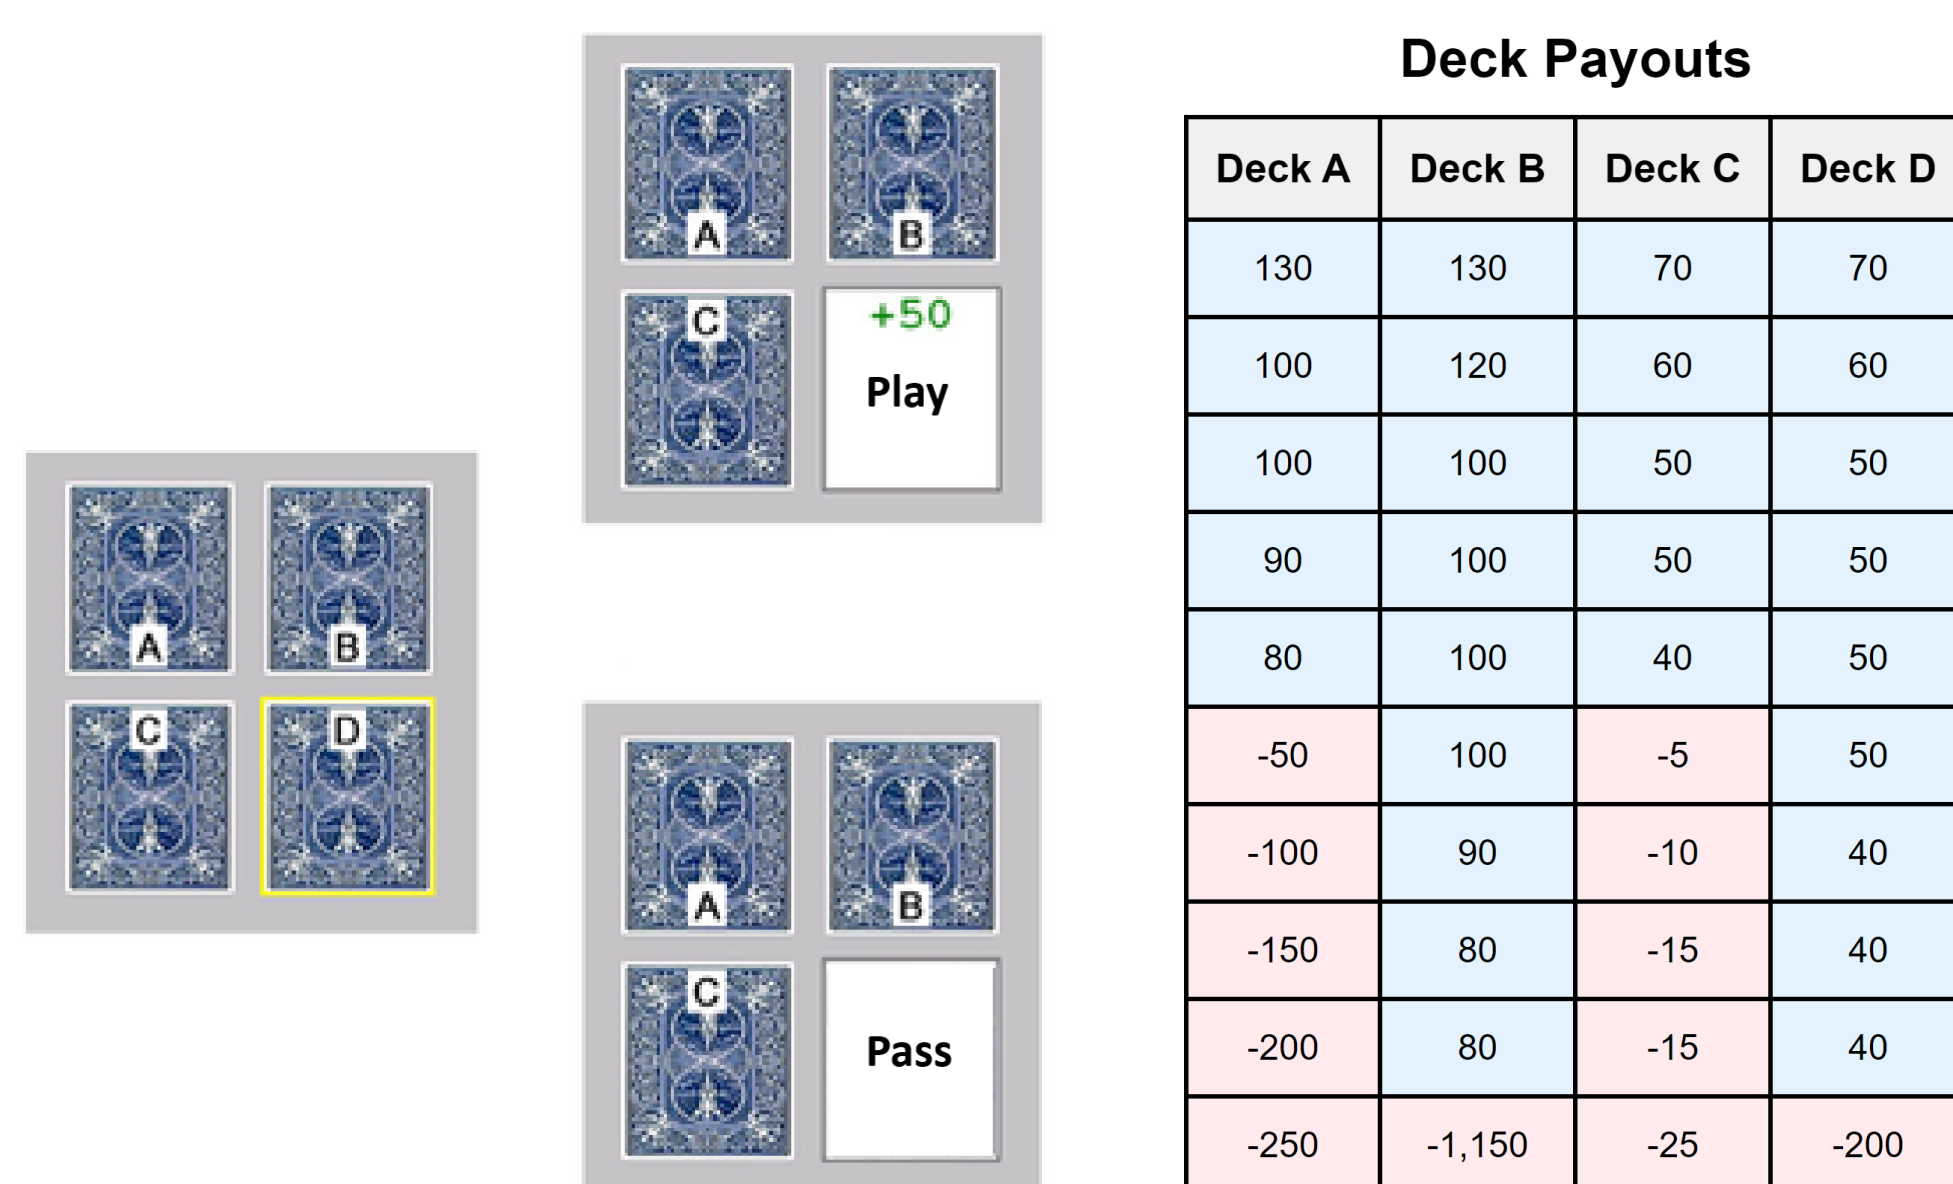 A B
C D
A B
C +50
Play
A B
C
Pass
Deck Payouts
Deck A Deck B Deck C Deck D
130 130 70 70
100 120 60 60
100 100 50 50
90 100 50 50
80 100 40 50
-50 100 -5 50
-100 90 -10 40
-150 80 -15 40
-200 80 -15 40
-250 -1,150 -25 -200